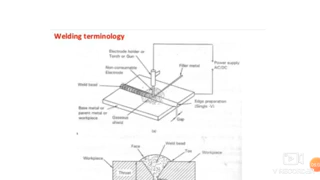 Welding terminology
Electrode holder or
Torch or Gun
Non-consumable
Electrode
Filler metal
Power supply
AC/DC
Weld bead
Edge preparation
(Single V)
Base metal or
parent metal or
workpiece
Gaseous
shield
Gap
Face
Weld bead
Toe
Workpiece
Workpiece
Throat